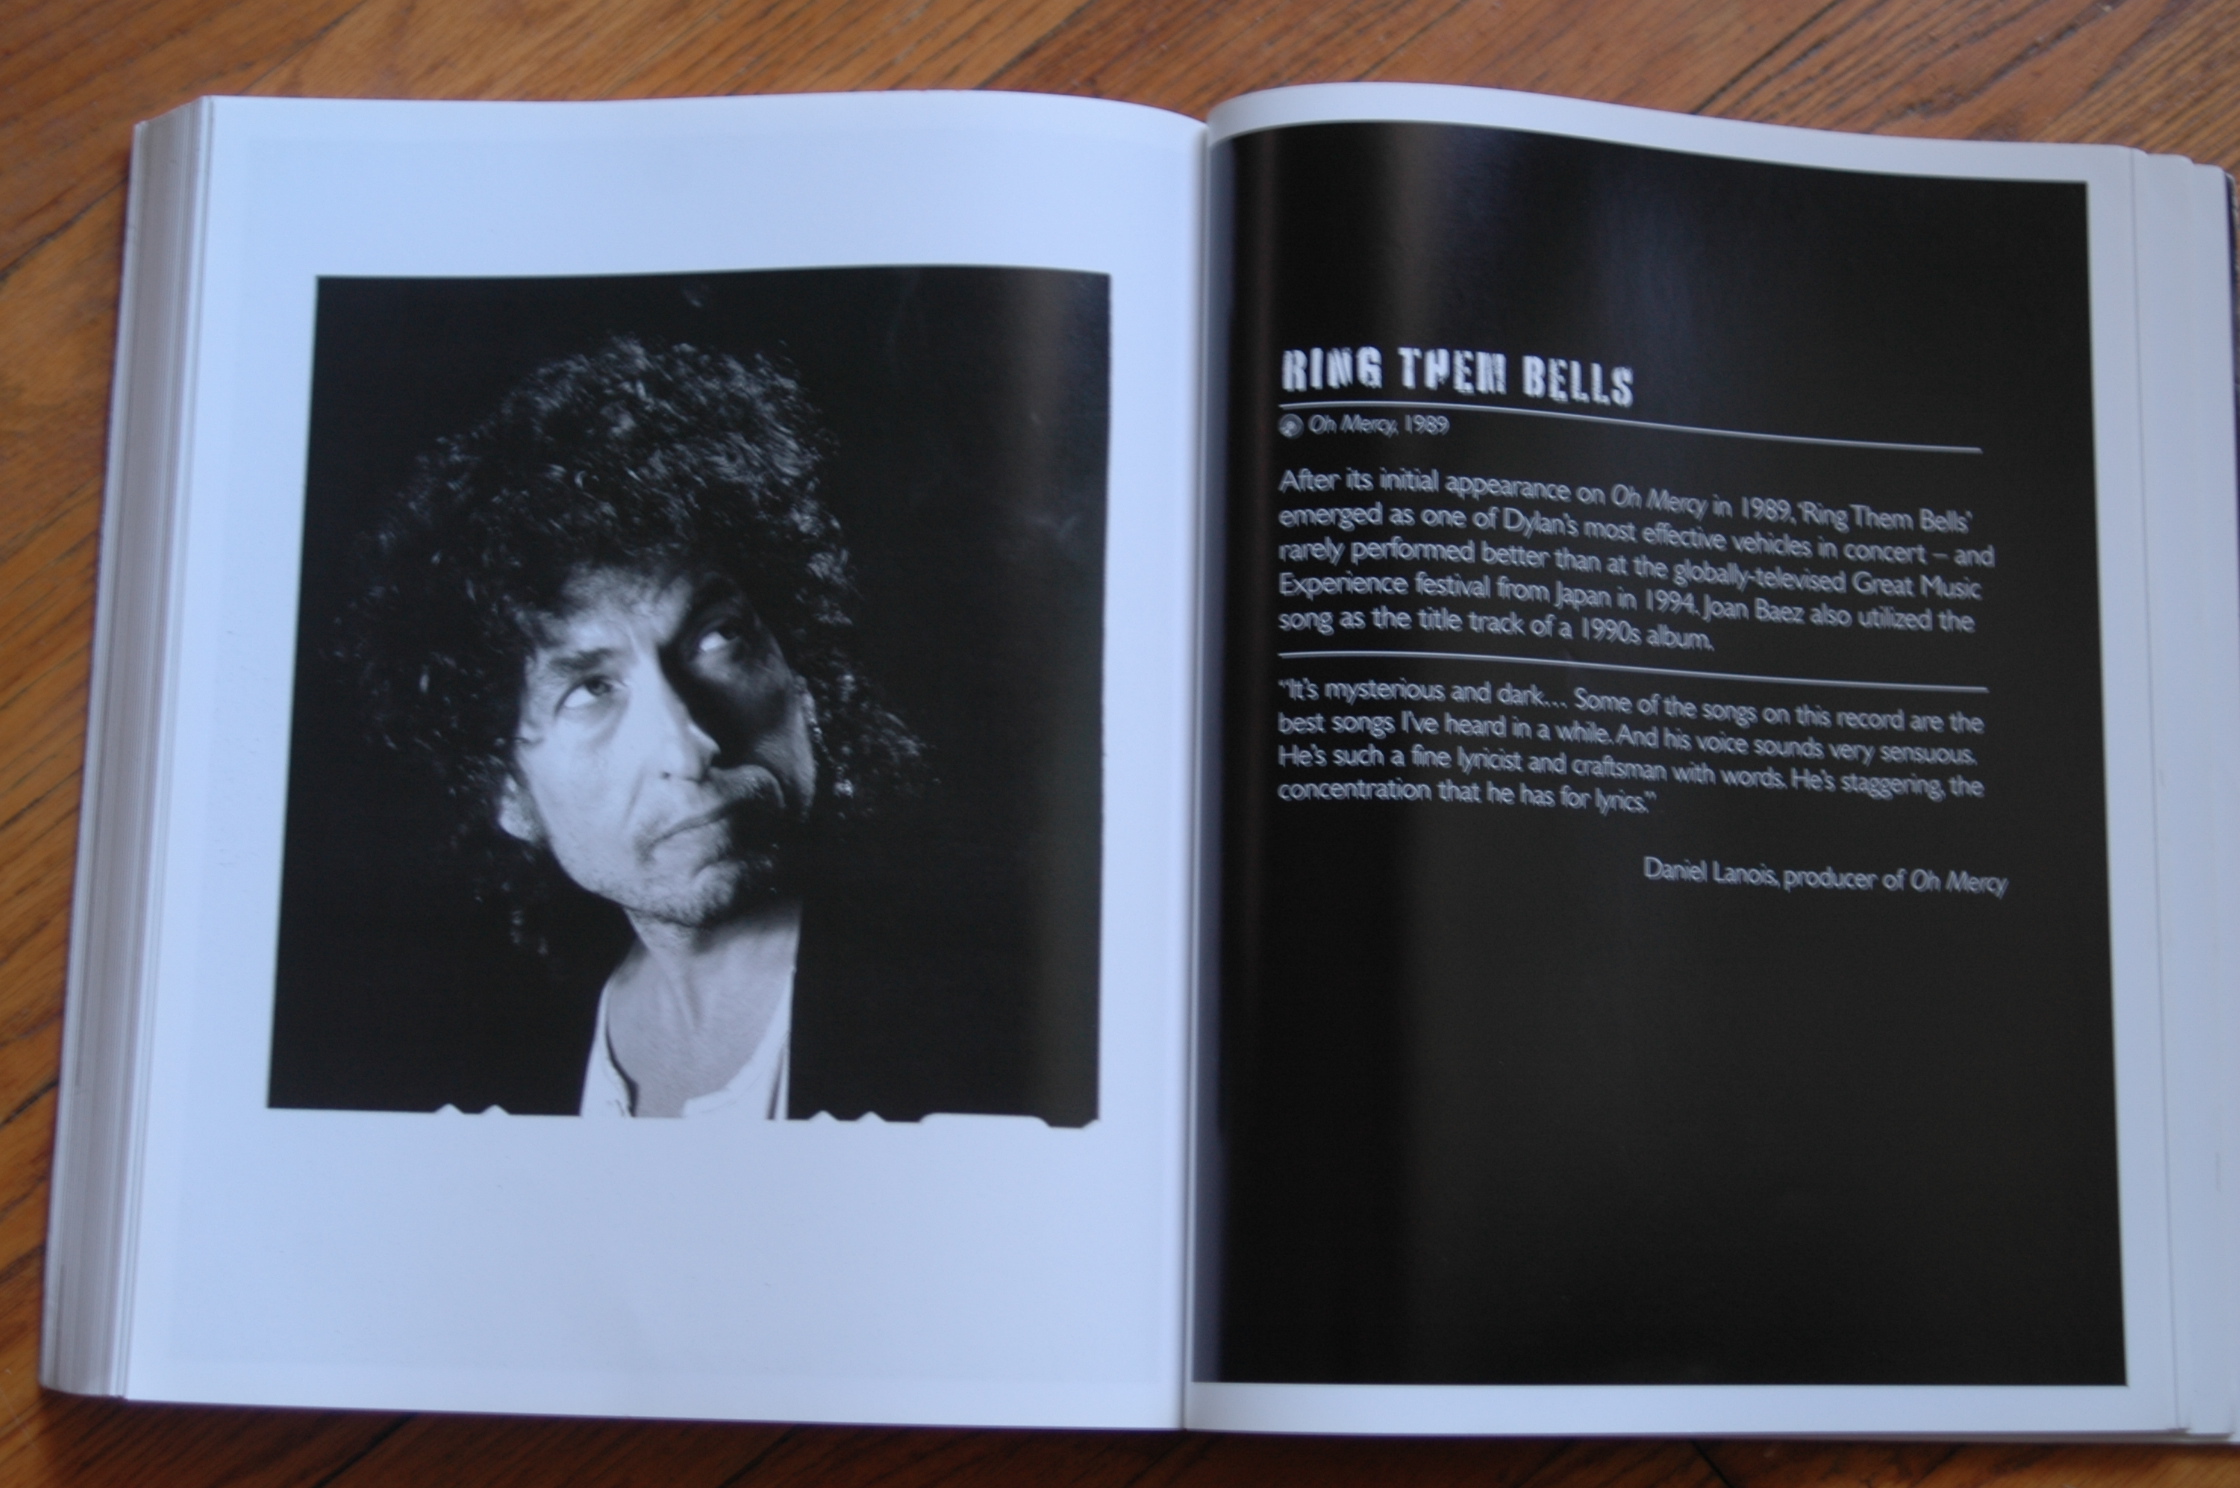 RING THEM BELLS
Oh Mercy, 1989
After its initial appearance on Oh Mercy in 1989, 'Ring Them Bells'
emerged as one of Dylan's most effective vehicles in concert – and
rarely performed better than at the globally-televised Great Music
Experience festival from Japan in 1994. Joan Baez also utilized the
song as the title track of a 1990s album.
"It's mysterious and dark... Some of the songs on this record are the
best songs I've heard in a while. And his voice sounds very sensuous.
He's such a fine lyricist and craftsman with words. He's staggering, the
concentration that he has for lyrics."
Daniel Lanois, producer of Oh Mercy